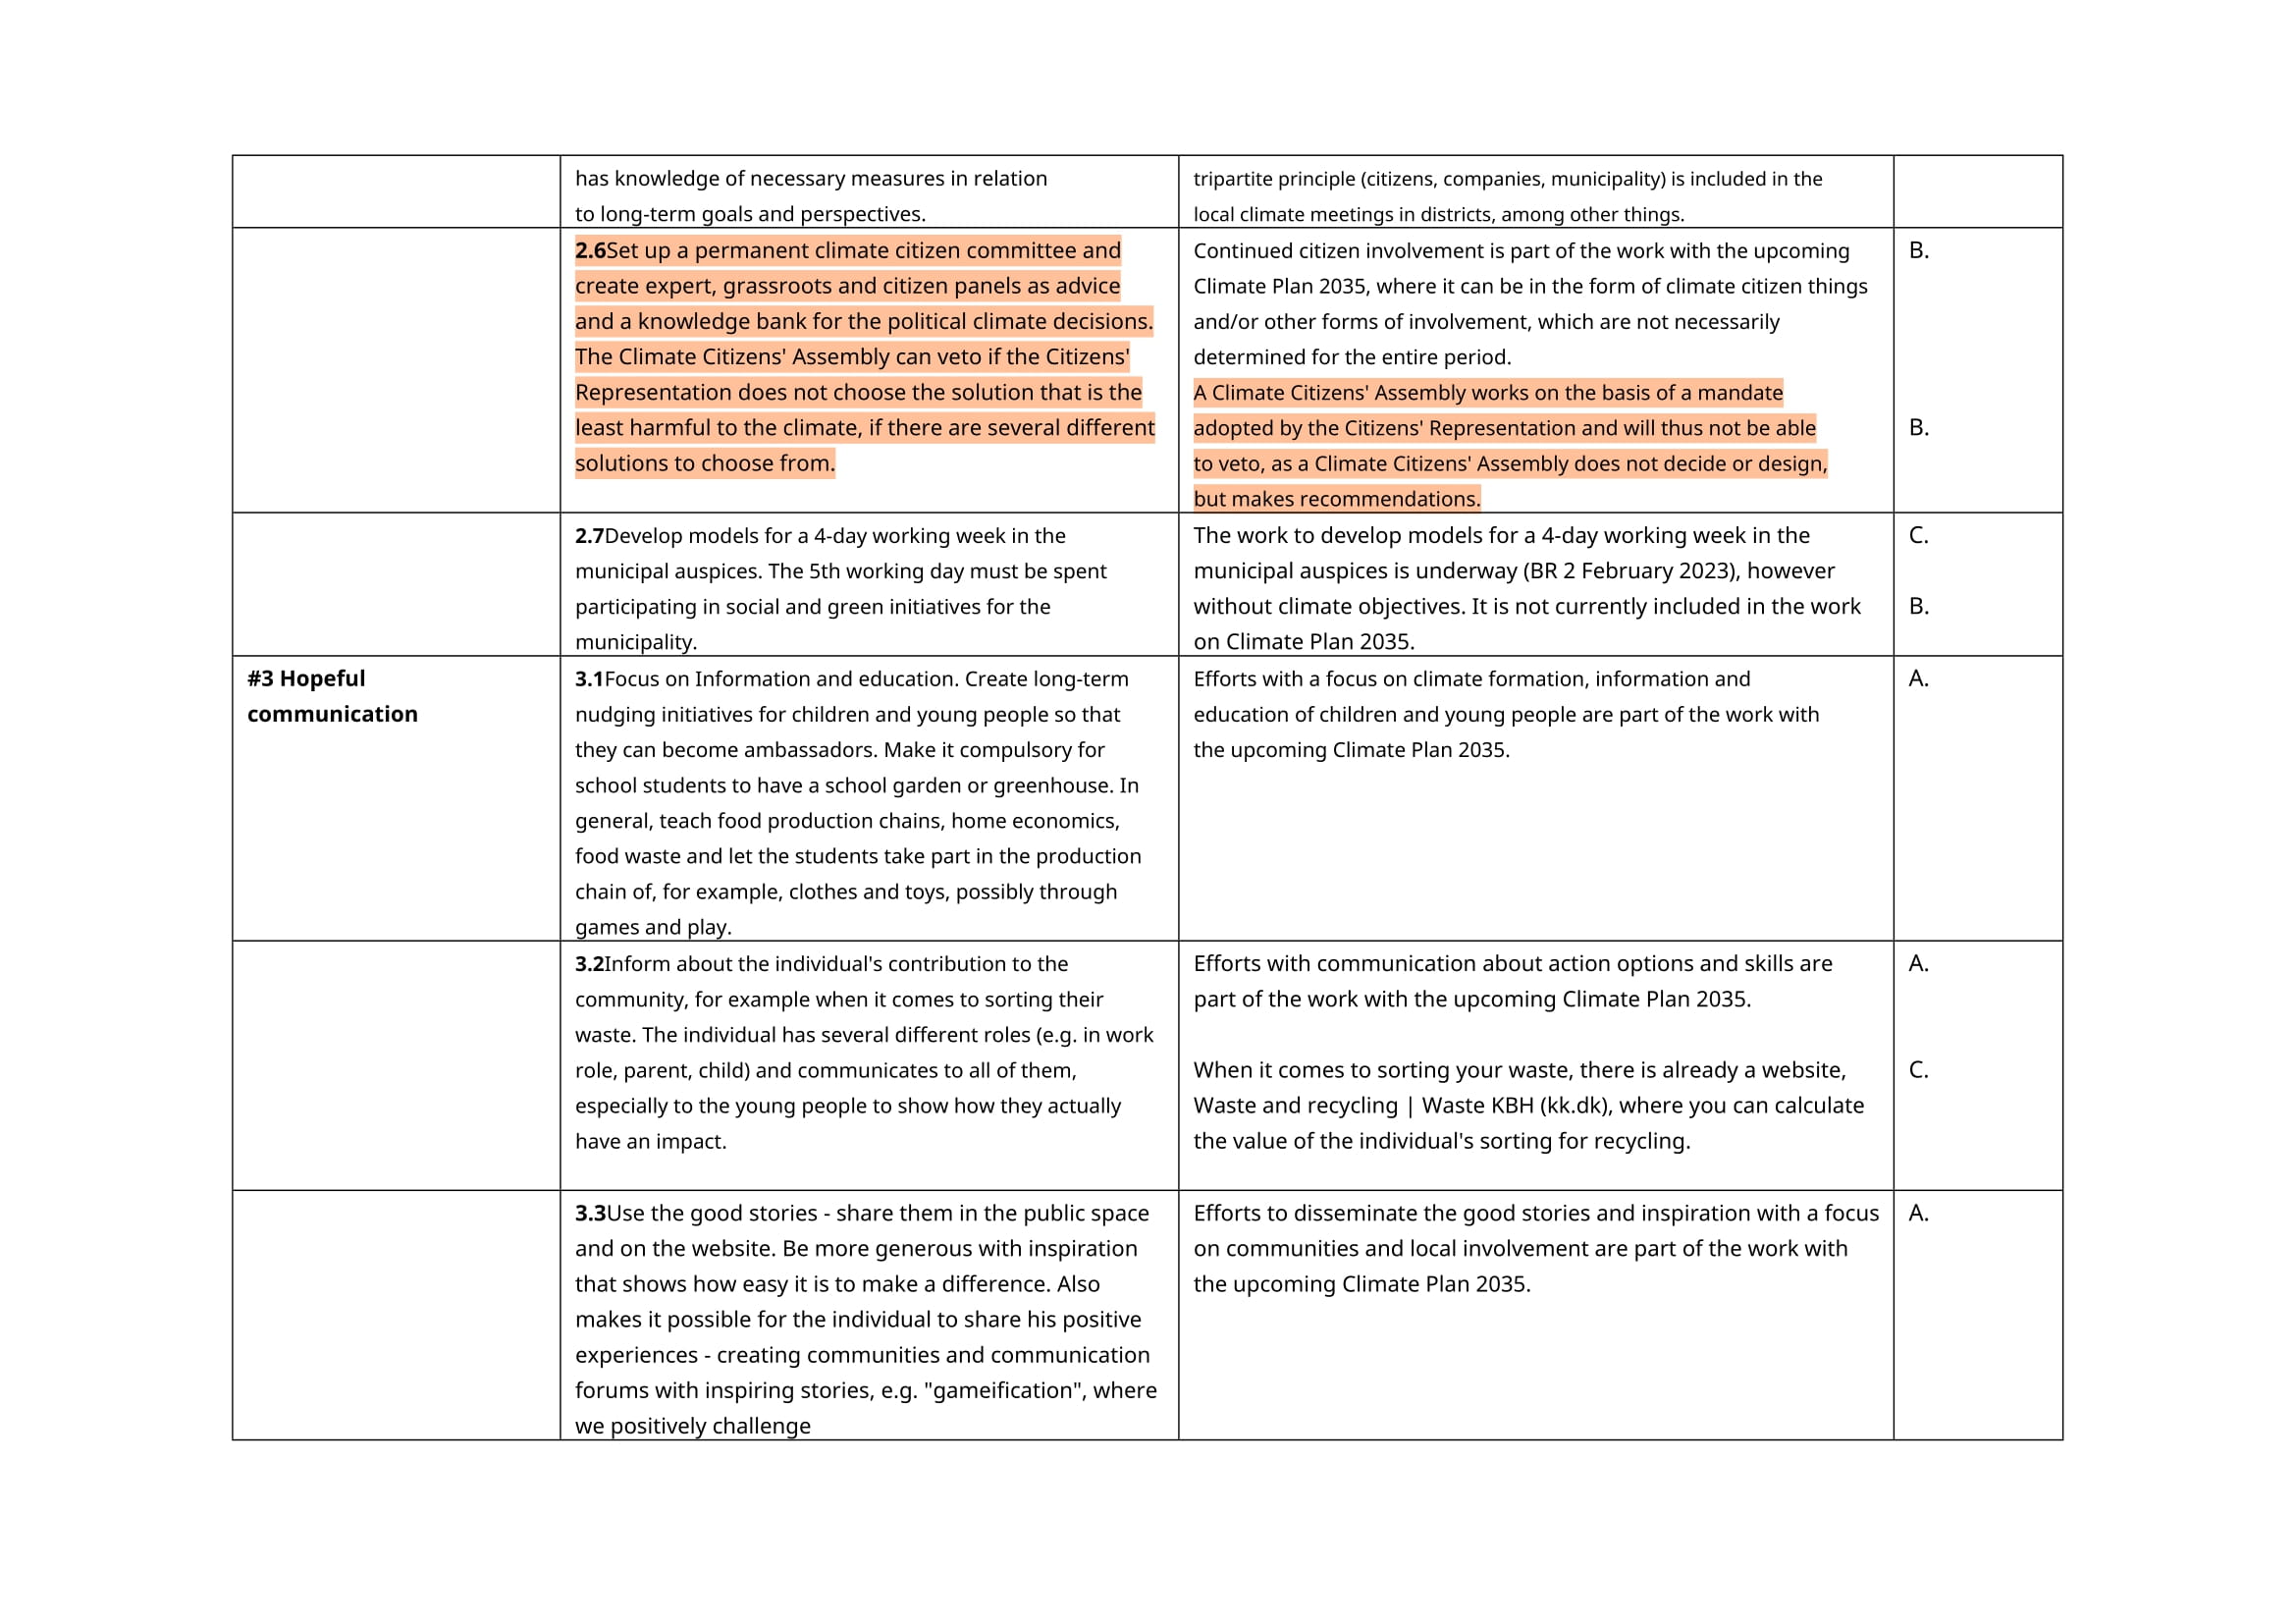 has knowledge of necessary measures in relation
to long-term goals and perspectives.
tripartite principle (citizens, companies, municipality) is included in the
local climate meetings in districts, among other things.
2.6Set up a permanent climate citizen committee and
create expert, grassroots and citizen panels as advice
and a knowledge bank for the political climate decisions.
The Climate Citizens' Assembly can veto if the Citizens'
Representation does not choose the solution that is the
least harmful to the climate, if there are several different
solutions to choose from.
Continued citizen involvement is part of the work with the upcoming
Climate Plan 2035, where it can be in the form of climate citizen things
and/or other forms of involvement, which are not necessarily
determined for the entire period.
A Climate Citizens' Assembly works on the basis of a mandate
adopted by the Citizens' Representation and will thus not be able
to veto, as a Climate Citizens' Assembly does not decide or design,
but makes recommendations.
B.
B.
2.7Develop models for a 4-day working week in the
municipal auspices. The 5th working day must be spent
participating in social and green initiatives for the
municipality.
The work to develop models for a 4-day working week in the
municipal auspices is underway (BR 2 February 2023), however
without climate objectives. It is not currently included in the work
on Climate Plan 2035.
C.
B.
#3 Hopeful
communication
3.1Focus on Information and education. Create long-term
nudging initiatives for children and young people so that
they can become ambassadors. Make it compulsory for
school students to have a school garden or greenhouse. In
general, teach food production chains, home economics,
food waste and let the students take part in the production
chain of, for example, clothes and toys, possibly through
games and play.
Efforts with a focus on climate formation, information and
education of children and young people are part of the work with
the upcoming Climate Plan 2035.
A.
3.2Inform about the individual's contribution to the
community, for example when it comes to sorting their
waste. The individual has several different roles (e.g. in work
role, parent, child) and communicates to all of them,
especially to the young people to show how they actually
have an impact.
Efforts with communication about action options and skills are
part of the work with the upcoming Climate Plan 2035.
When it comes to sorting your waste, there is already a website,
Waste and recycling | Waste KBH (kk.dk), where you can calculate
the value of the individual's sorting for recycling.
A.
C.
3.3Use the good stories - share them in the public space
and on the website. Be more generous with inspiration
that shows how easy it is to make a difference. Also
makes it possible for the individual to share his positive
experiences - creating communities and communication
forums with inspiring stories, e.g. "gameification", where
we positively challenge
Efforts to disseminate the good stories and inspiration with a focus
on communities and local involvement are part of the work with
the upcoming Climate Plan 2035.
A.